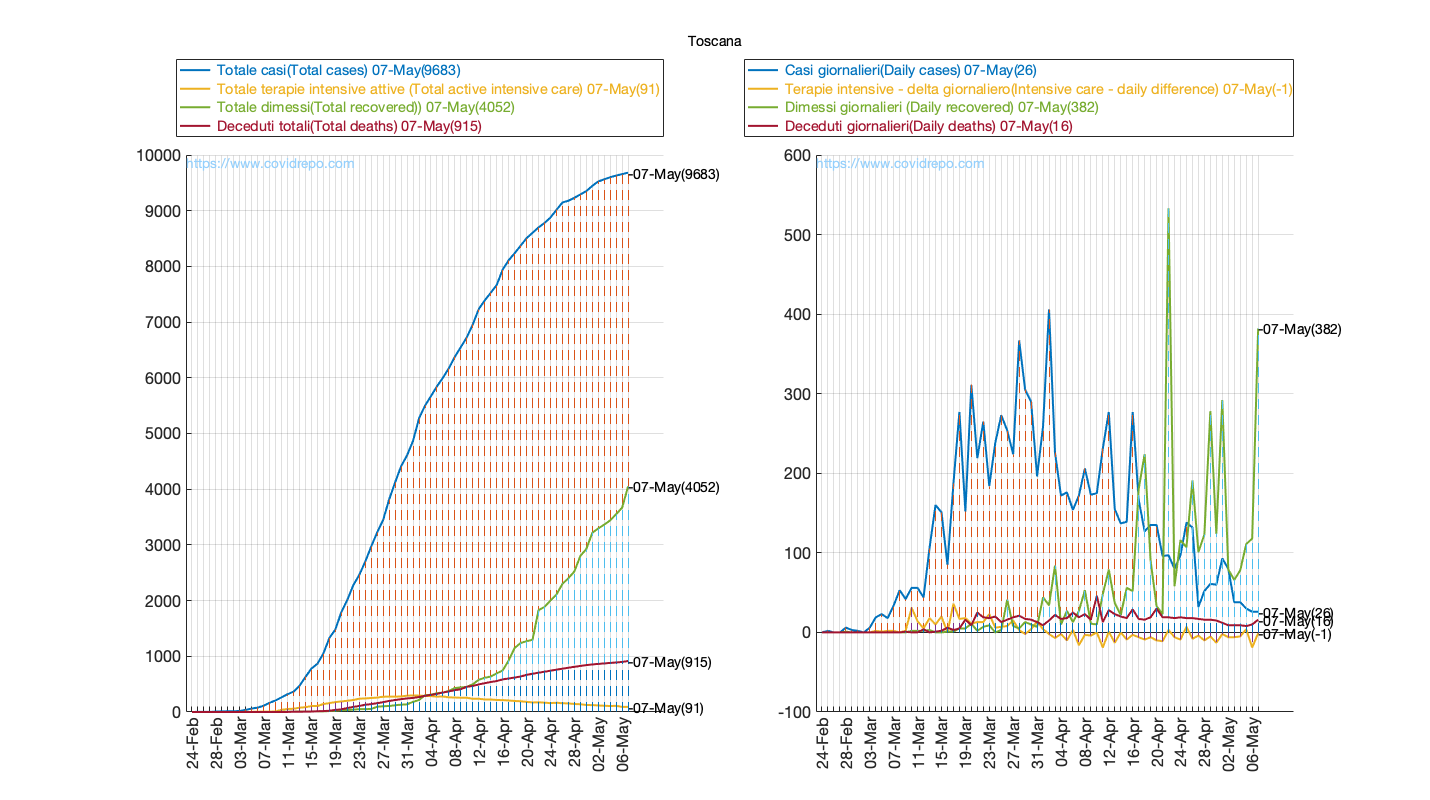 Toscana
Totale casi(Total cases) 07-May(9683)
Totale terapie intensive attive (Total active intensive care) 07-May(91)
Totale dimessi(Total recovered)) 07-May(4052)
Deceduti totali(Total deaths) 07-May(915)
https://www.covidrepo.com
10000
9000
8000
7000
6000
5000
4000
3000
2000
1000
0
07-May(9683)
07-May(4052)
07-May(915)
07-May(91)
24-Feb
28-Feb
03-Mar
07-Mar
11-Mar
15-Mar
19-Mar
23-Mar
27-Mar
31-Mar
04-Apr
08-Apr
12-Apr
16-Apr
20-Apr
24-Apr
28-Apr
02-May
06-May
Casi giornalieri(Daily cases) 07-May(26)
Terapie intensive - delta giornaliero(Intensive care - daily difference) 07-May(-1)
Dimessi giornalieri (Daily recovered) 07-May(382)
Deceduti giornalieri(Daily deaths) 07-May(16)
https://www.covidrepo.com
600
500
400
300
200
100
0
-100
07-May(382)
07-May(26)
07-May(16)
07-May(-1)
24-Feb
28-Feb
03-Mar
07-Mar
11-Mar
15-Mar
19-Mar
23-Mar
27-Mar
31-Mar
04-Apr
08-Apr
12-Apr
16-Apr
20-Apr
24-Apr
28-Apr
02-May
06-May